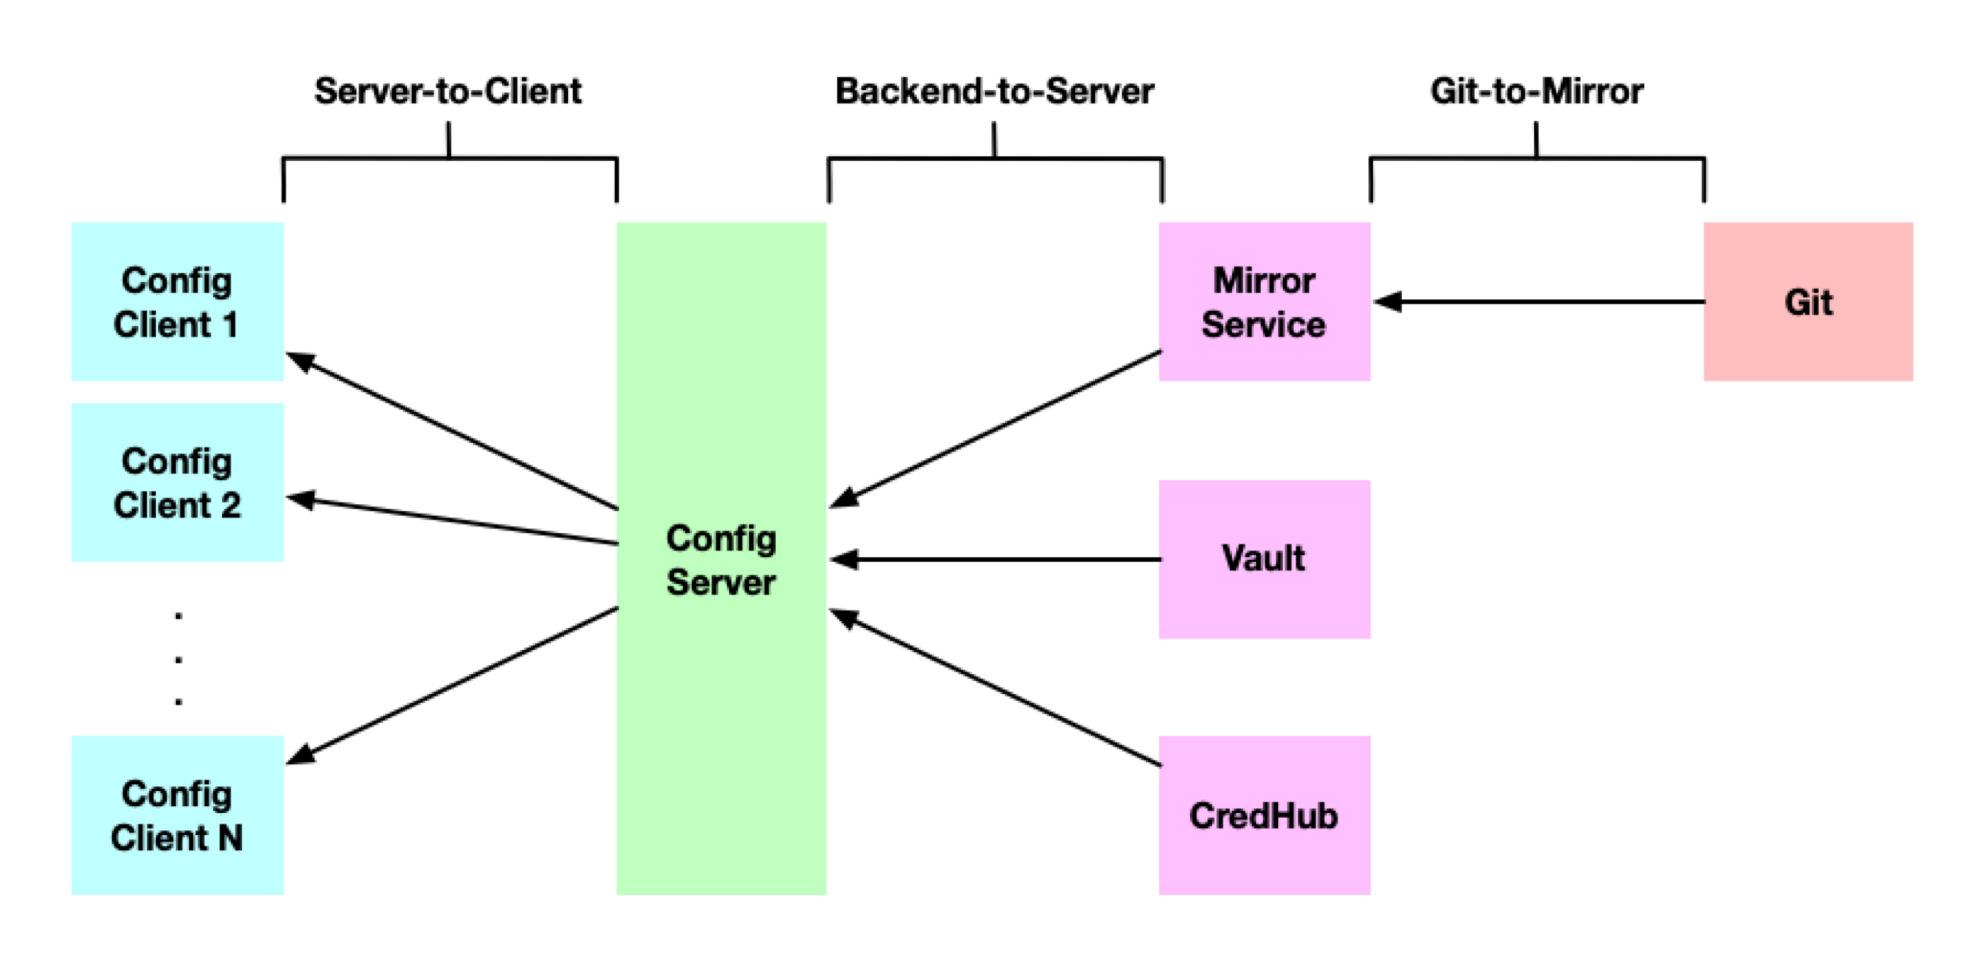 Server-to-Client
Backend-to-Server
Git-to-Mirror
Config
Client 1
Config
Client 2
.
.
.
Config
Client N
Config
Server
Mirror
Service
Vault
CredHub
Git